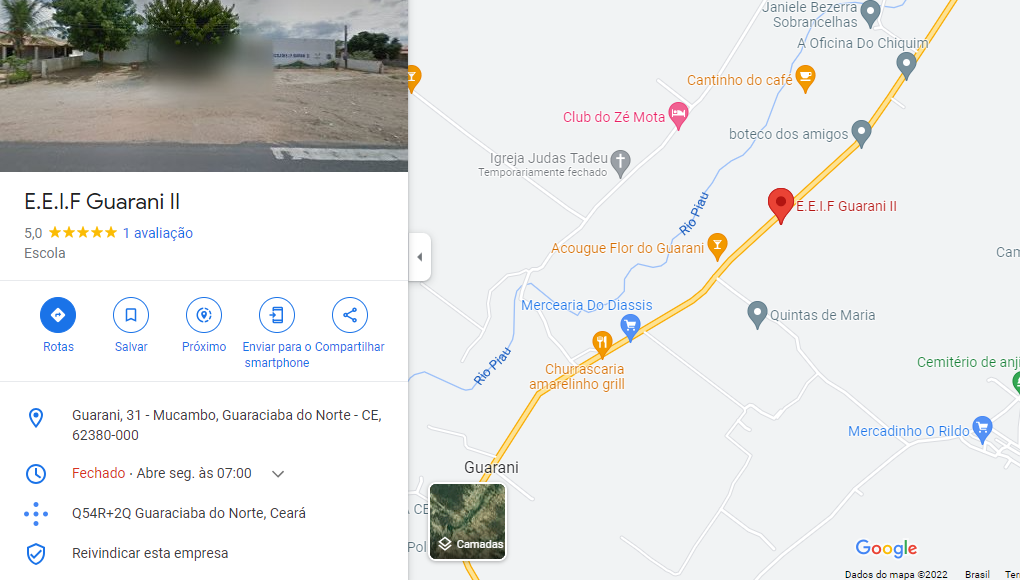 E.E.I.F Guarani II
5,0
1 avaliação
Escola
Rotas
Salvar
Próximo
Enviar para o
smartphone
Compartilhar
Guarani, 31 - Mucambo, Guaraciaba do Norte - CE,
62380-000
Fechado · Abre seg. às 07:00
Q54R+2Q Guaraciaba do Norte, Ceará
Reivindicar esta empresa
Janiele Bezerra
Sobrancelhas
A Oficina Do Chiquim
Cantinho do café
Club do Zé Mota
boteco dos amigos
Igreja Judas Tadeu
Temporariamente fechado
Rio Piau
E.E.I.F Guarani II
Acougue Flor do Guarani
Cam
Mercearia Do Diassis
Quintas de Maria
Rio Piau
Churrascaria
amarelinho grill
Cemitério de anji
Mercadinho O Rildo
Guarani
A CE
Pol
Camadas
Google
Dados do mapa ©2022
Brasil
Ter